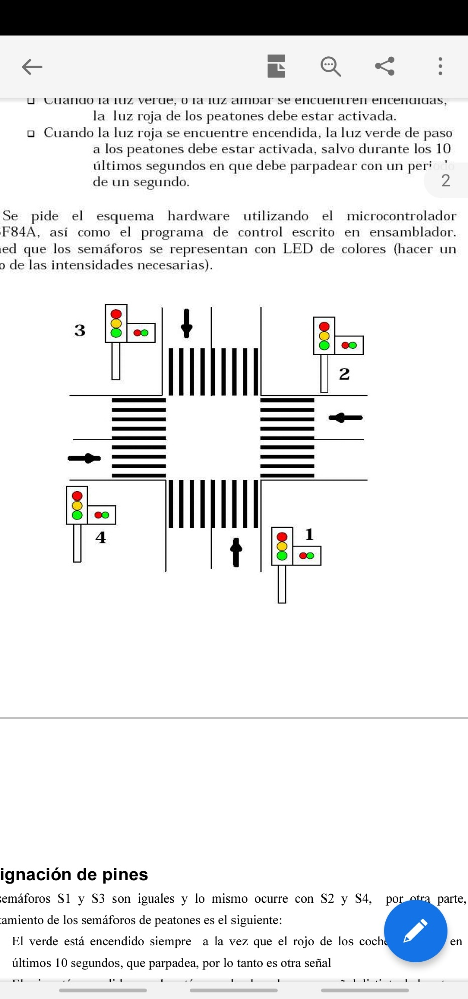 ❑ Cuando la luz verde, o la luz ámbar se encuentren encendidas,
la luz roja de los peatones debe estar activada.
❑ Cuando la luz roja se encuentre encendida, la luz verde de paso
a los peatones debe estar activada, salvo durante los 10
últimos segundos en que debe parpadear con un periodo
de un segundo.
2
Se pide el esquema hardware utilizando el microcontrolador
F84A, así como el programa de control escrito en ensamblador.
ed que los semáforos se representan con LED de colores (hacer un
o de las intensidades necesarias).
3
2
4
1
ignación de pines
semáforos S1 y S3 son iguales y lo mismo ocurre con S2 y S4, por otra parte,
tamiento de los semáforos de peatones es el siguiente:
El verde está encendido siempre a la vez que el rojo de los coche en
últimos 10 segundos, que parpadea, por lo tanto es otra señal